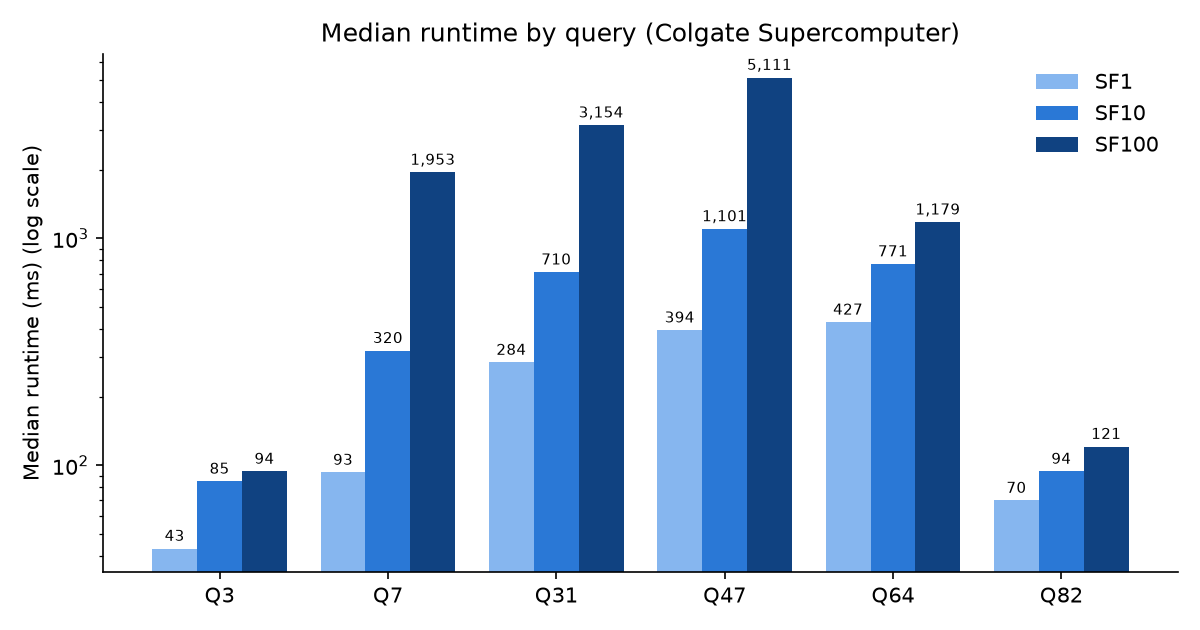 Median runtime by query (Colgate Supercomputer)
Median runtime (ms) (log scale)
10³
10²
SF1
SF10
SF100
43
85
94
93
320
1,953
284
710
3,154
394
1,101
5,111
427
771
1,179
70
94
121
Q3
Q7
Q31
Q47
Q64
Q82